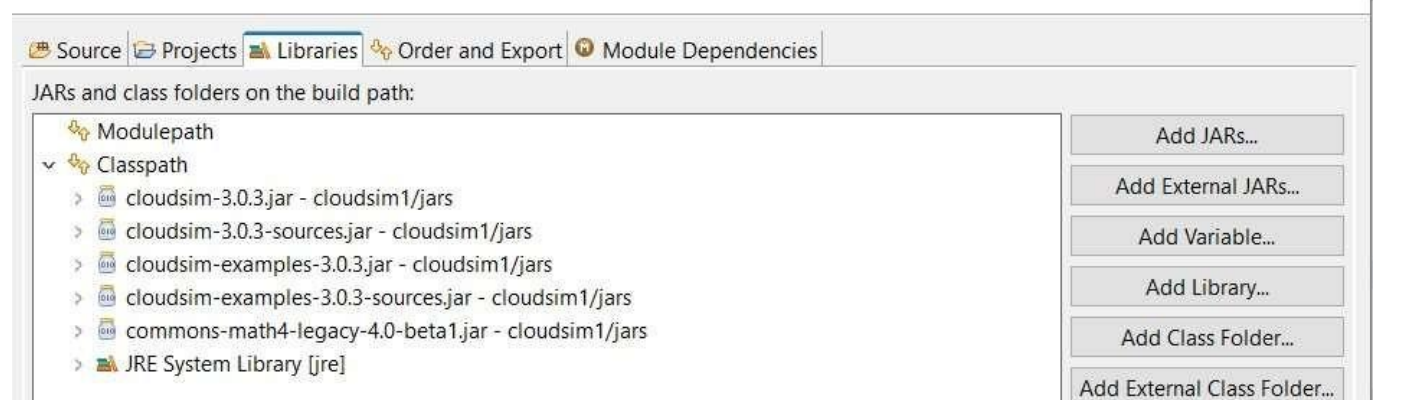 Source Projects Libraries Order and Export Module Dependencies
JARs and class folders on the build path:
Modulepath
Classpath
cloudsim-3.0.3.jar - cloudsim1/jars
cloudsim-3.0.3-sources.jar - cloudsim1/jars
cloudsim-examples-3.0.3.jar - cloudsim1/jars
cloudsim-examples-3.0.3-sources.jar - cloudsim1/jars
commons-math4-legacy-4.0-beta1.jar - cloudsim1/jars
JRE System Library [jre]
Add JARs...
Add External JARs...
Add Variable...
Add Library...
Add Class Folder...
Add External Class Folder...